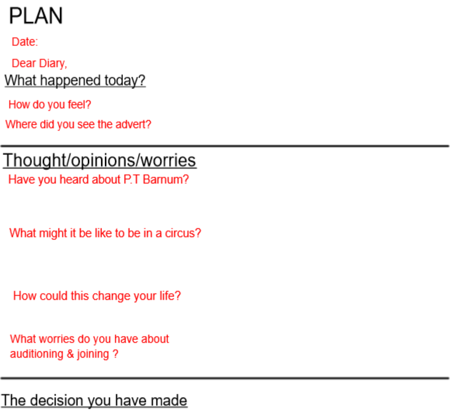 PLAN
Date:
Dear Diary,
What happened today?
How do you feel?
Where did you see the advert?
Thought/opinions/worries
Have you heard about P.T Barnum?
What might it be like to be in a circus?
How could this change your life?
What worries do you have about
auditioning & joining ?
The decision you have made